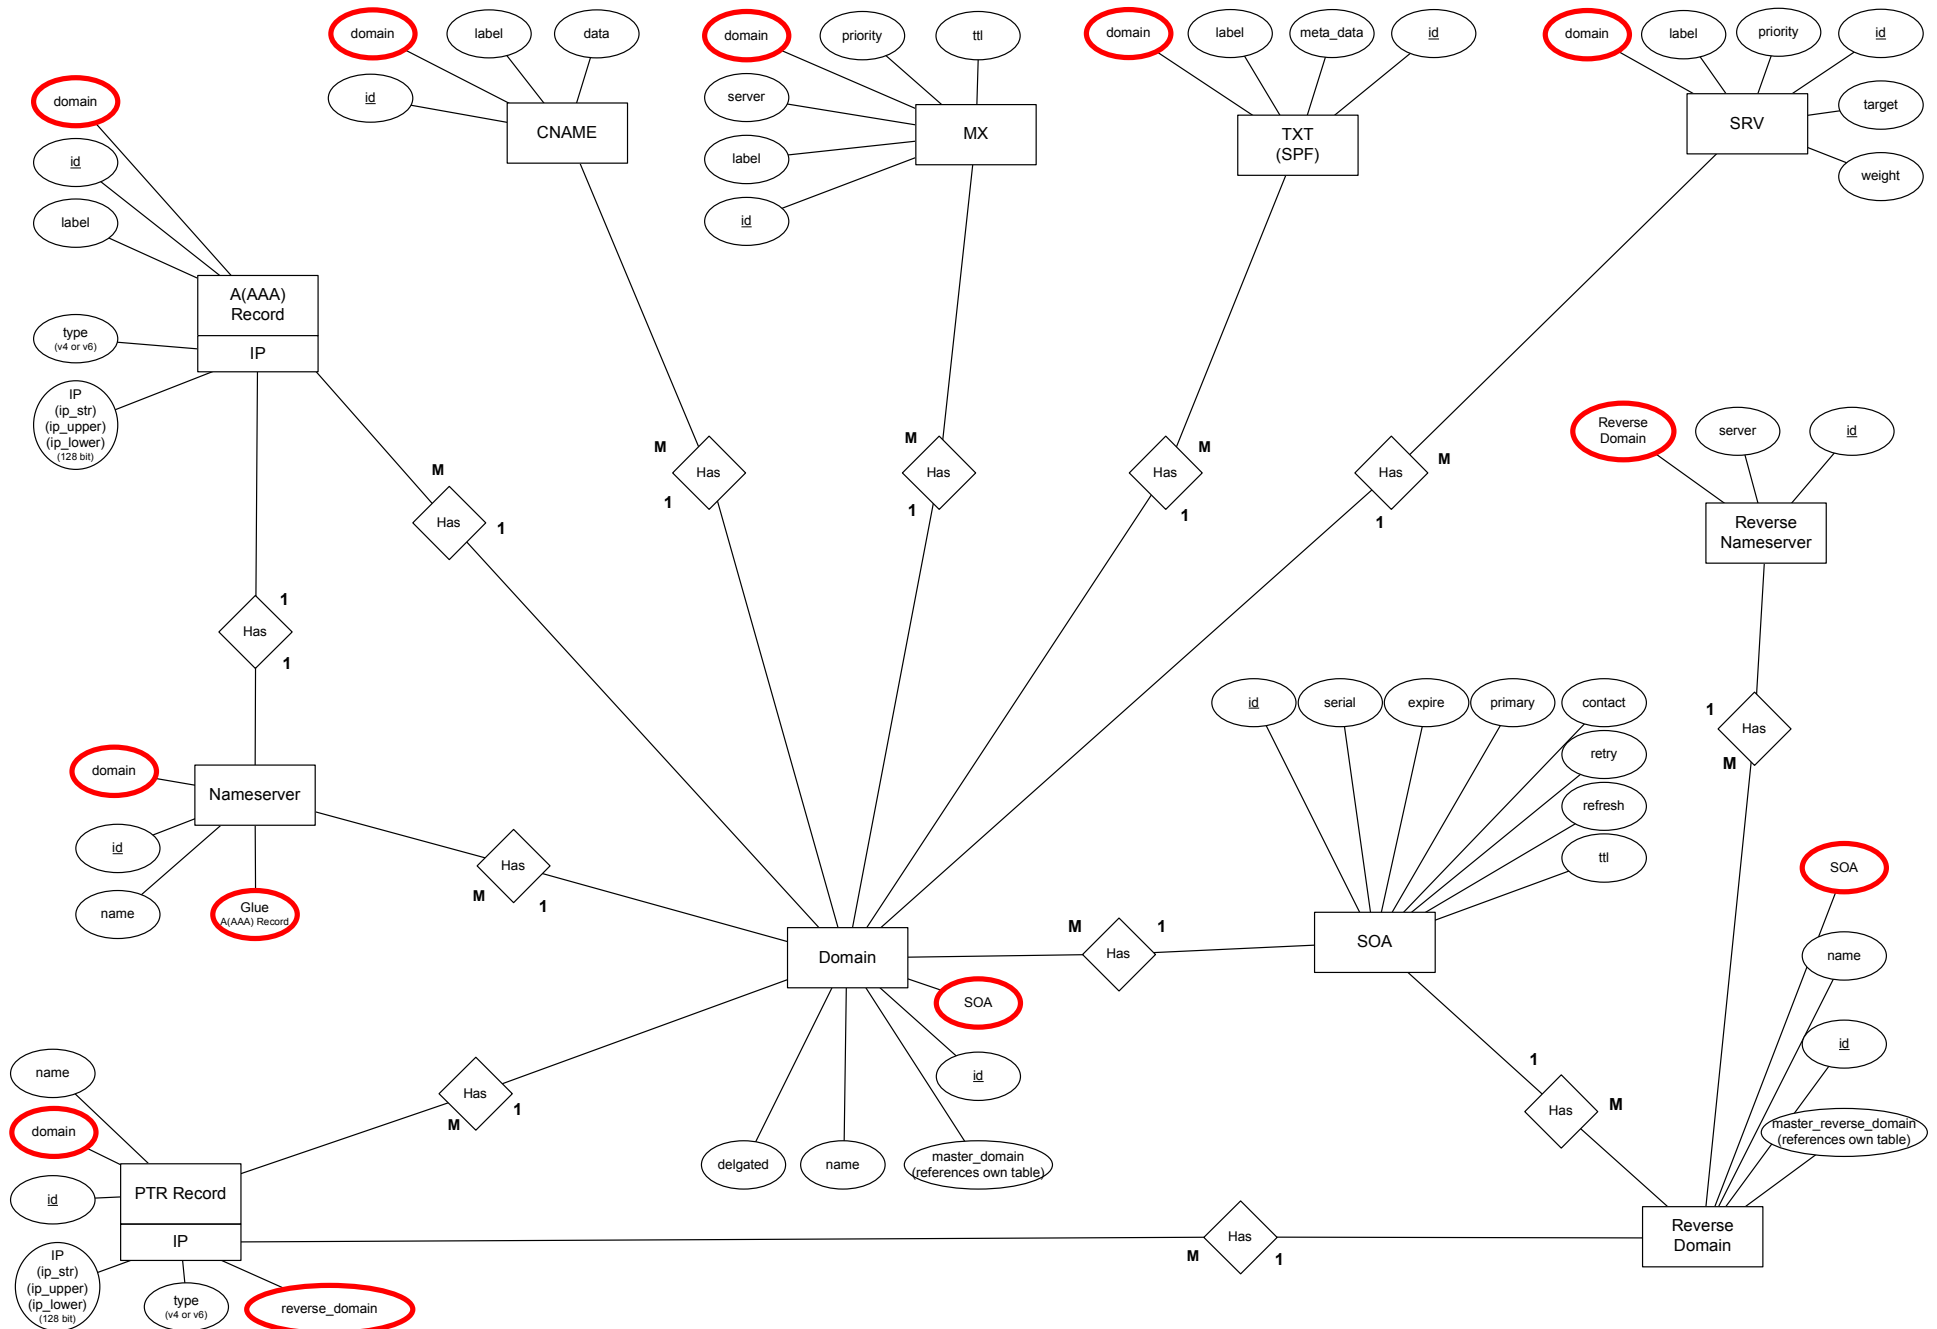 domain
label
data
id
CNAME
domain
priority
ttl
server
label
id
MX
domain
label
meta_data
id
TXT
(SPF)
domain
label
priority
id
target
weight
SRV
domain
id
label
A(AAA)
Record
IP
type
(v4 or v6)
IP
(ip_str)
(ip_upper)
(ip_lower)
(128 bit)
M
Has
1
M
Has
1
M
Has
1
M
Has
1
M
Has
1
Reverse
Domain
server
id
Reverse
Nameserver
1
Has
1
1
Has
M
domain
Nameserver
id
name
Glue
A(AAA) Record
Has
M
1
id
serial
expire
primary
contact
retry
refresh
ttl
SOA
M
Has
1
Domain
SOA
id
delgated
name
master_domain
(references own table)
SOA
name
id
master_reverse_domain
(references own table)
1
Has
M
Reverse
Domain
name
domain
id
PTR Record
IP
IP
(ip_str)
(ip_upper)
(ip_lower)
(128 bit)
type
(v4 or v6)
reverse_domain
Has
M
1
Has
M
1